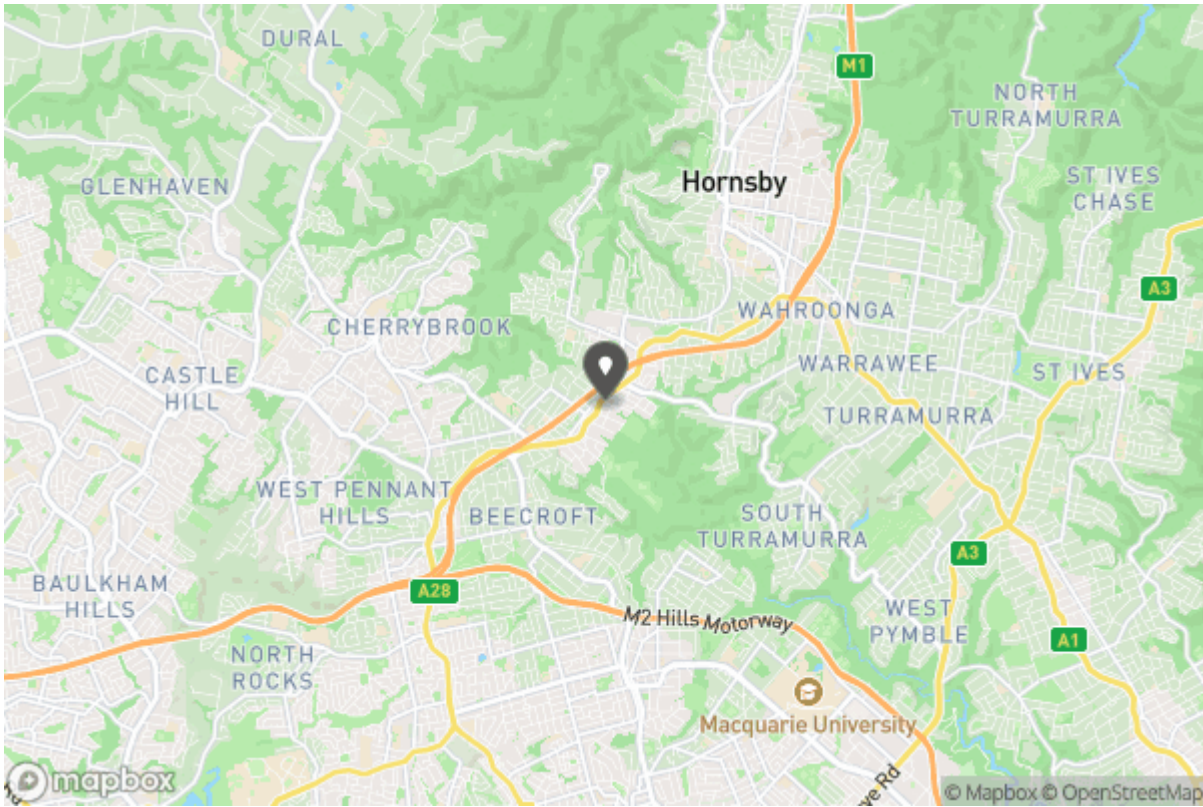 DURAL
M1
NORTH
TURRAMURRA
GLENHAVEN
Hornsby
ST IVES
CHASE
A3
WAHROONGA
CHERRYBROOK
WARRAWEE
CASTLE
HILL
ST IVES
TURRAMURRA
WEST PENNANT
HILLS
BEECROFT
SOUTH
TURRAMURRA
A3
BAULKHAM
HILLS
A28
M2 Hills Motorway
WEST
PYMBLE
A1
NORTH
ROCKS
Macquarie University
Rd
mapbox
© Mapbox © OpenStreetMap